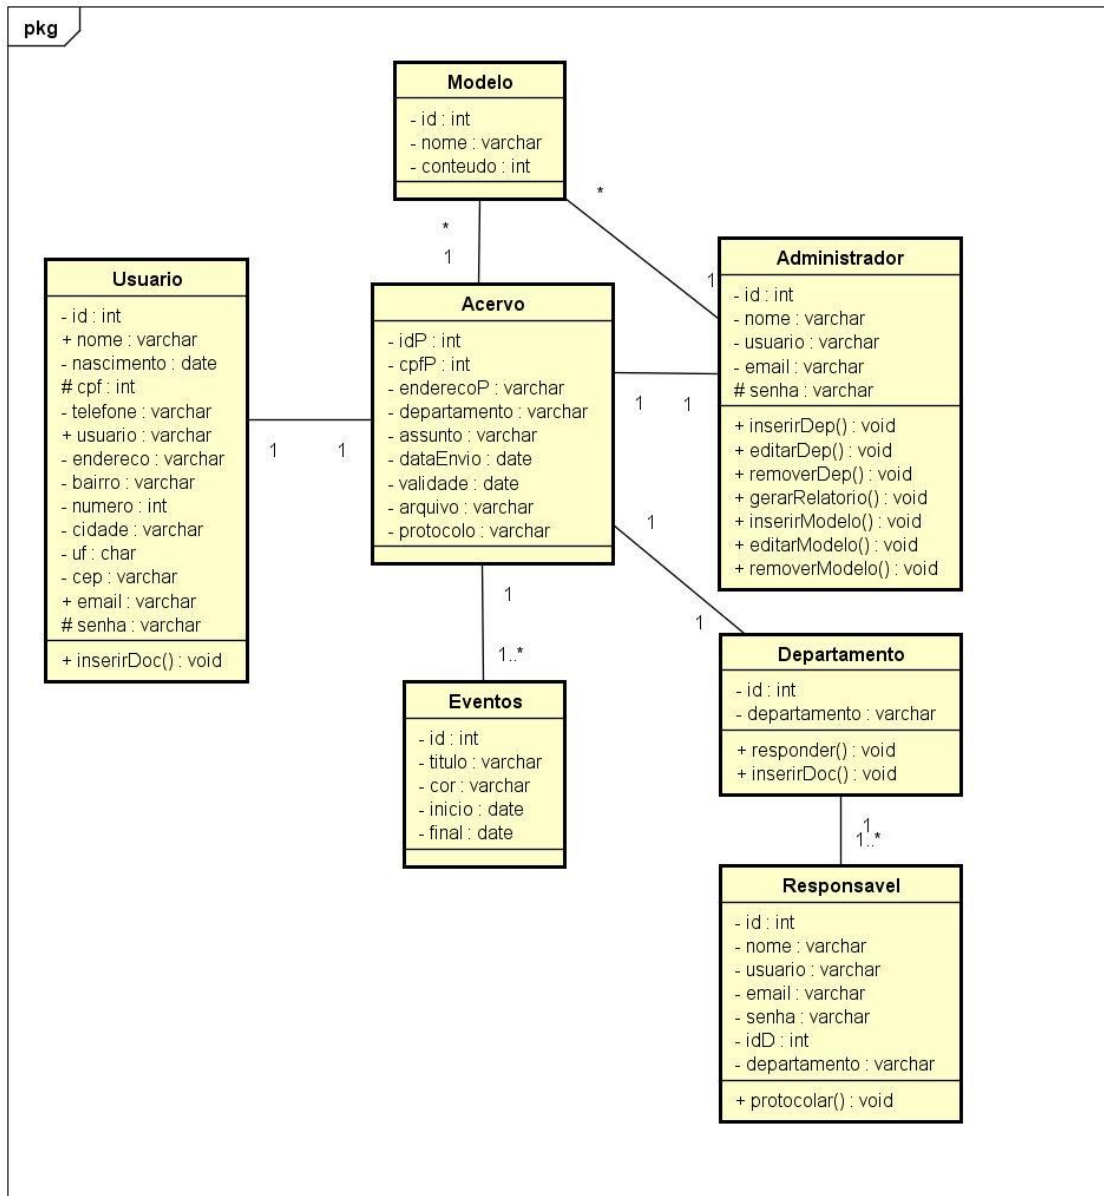 pkg
Modelo
- id : int
- nome : varchar
- conteudo : int
*
*
1
Usuario
- id : int
+ nome : varchar
- nascimento : date
# cpf : int
- telefone : varchar
+ usuario : varchar
- endereco : varchar
- bairro : varchar
- numero : int
- cidade : varchar
- uf : char
- cep : varchar
+ email : varchar
# senha : varchar
+ inserirDoc() : void
1
1
Acervo
- idP : int
- cpfP : int
- enderecoP : varchar
- departamento : varchar
- assunto : varchar
- dataEnvio : date
- validade : date
- arquivo : varchar
- protocolo : varchar
1
Administrador
- id : int
- nome : varchar
- usuario : varchar
- email : varchar
# senha : varchar
+ inserirDep() : void
+ editarDep() : void
+ removerDep() : void
+ gerarRelatorio() : void
+ inserirModelo() : void
+ editarModelo() : void
+ removerModelo() : void
1
1
1
1
1
1..*
Eventos
- id : int
- titulo : varchar
- cor : varchar
- inicio : date
- final : date
Departamento
- id : int
- departamento : varchar
+ responder() : void
+ inserirDoc() : void
1
1..*
Responsavel
- id : int
- nome : varchar
- usuario : varchar
- email : varchar
- senha : varchar
- idD : int
- departamento : varchar
+ protocolar() : void